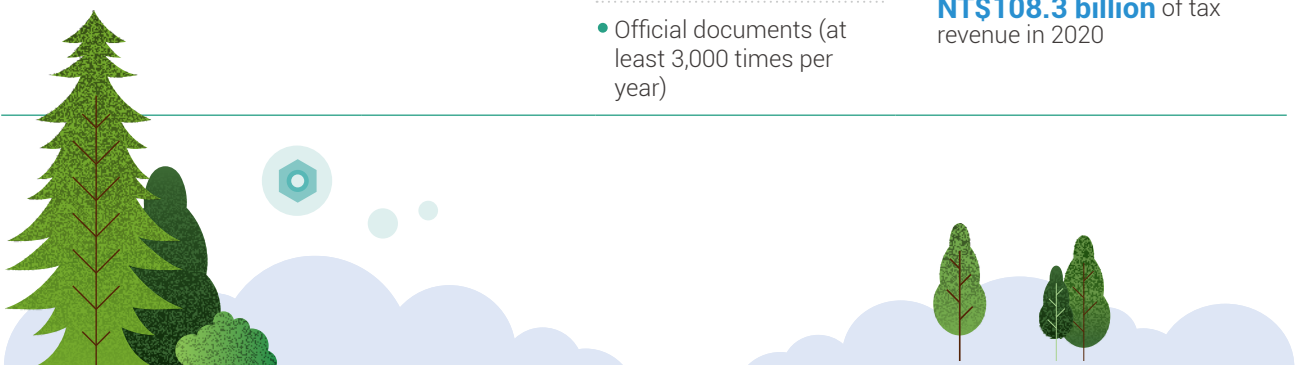 Official documents (at
least 3,000 times per
year)
NT$108.3 billion of tax
revenue in 2020